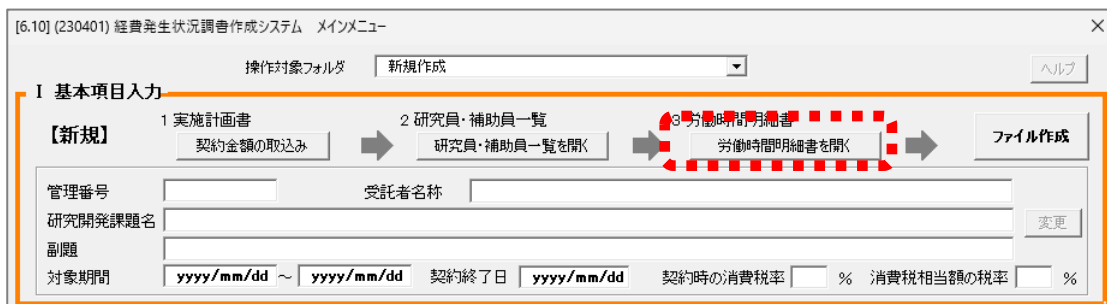 [6.10] (230401) 経費発生状況調書作成システム メインメニュー
操作対象フォルダ 新規作成 ヘルプ
Ⅰ 基本項目入力
【新規】 1 実施計画書 2 研究員・補助員一覧 3 労働時間明細書 ファイル作成
契約金額の取込み 研究員・補助員一覧を開く 労働時間明細書を開く
管理番号 受託者名称
研究開発課題名 変更
副題
対象期間 yyyy/mm/dd ~ yyyy/mm/dd 契約終了日 yyyy/mm/dd 契約時の消費税率 % 消費税相当額の税率 %